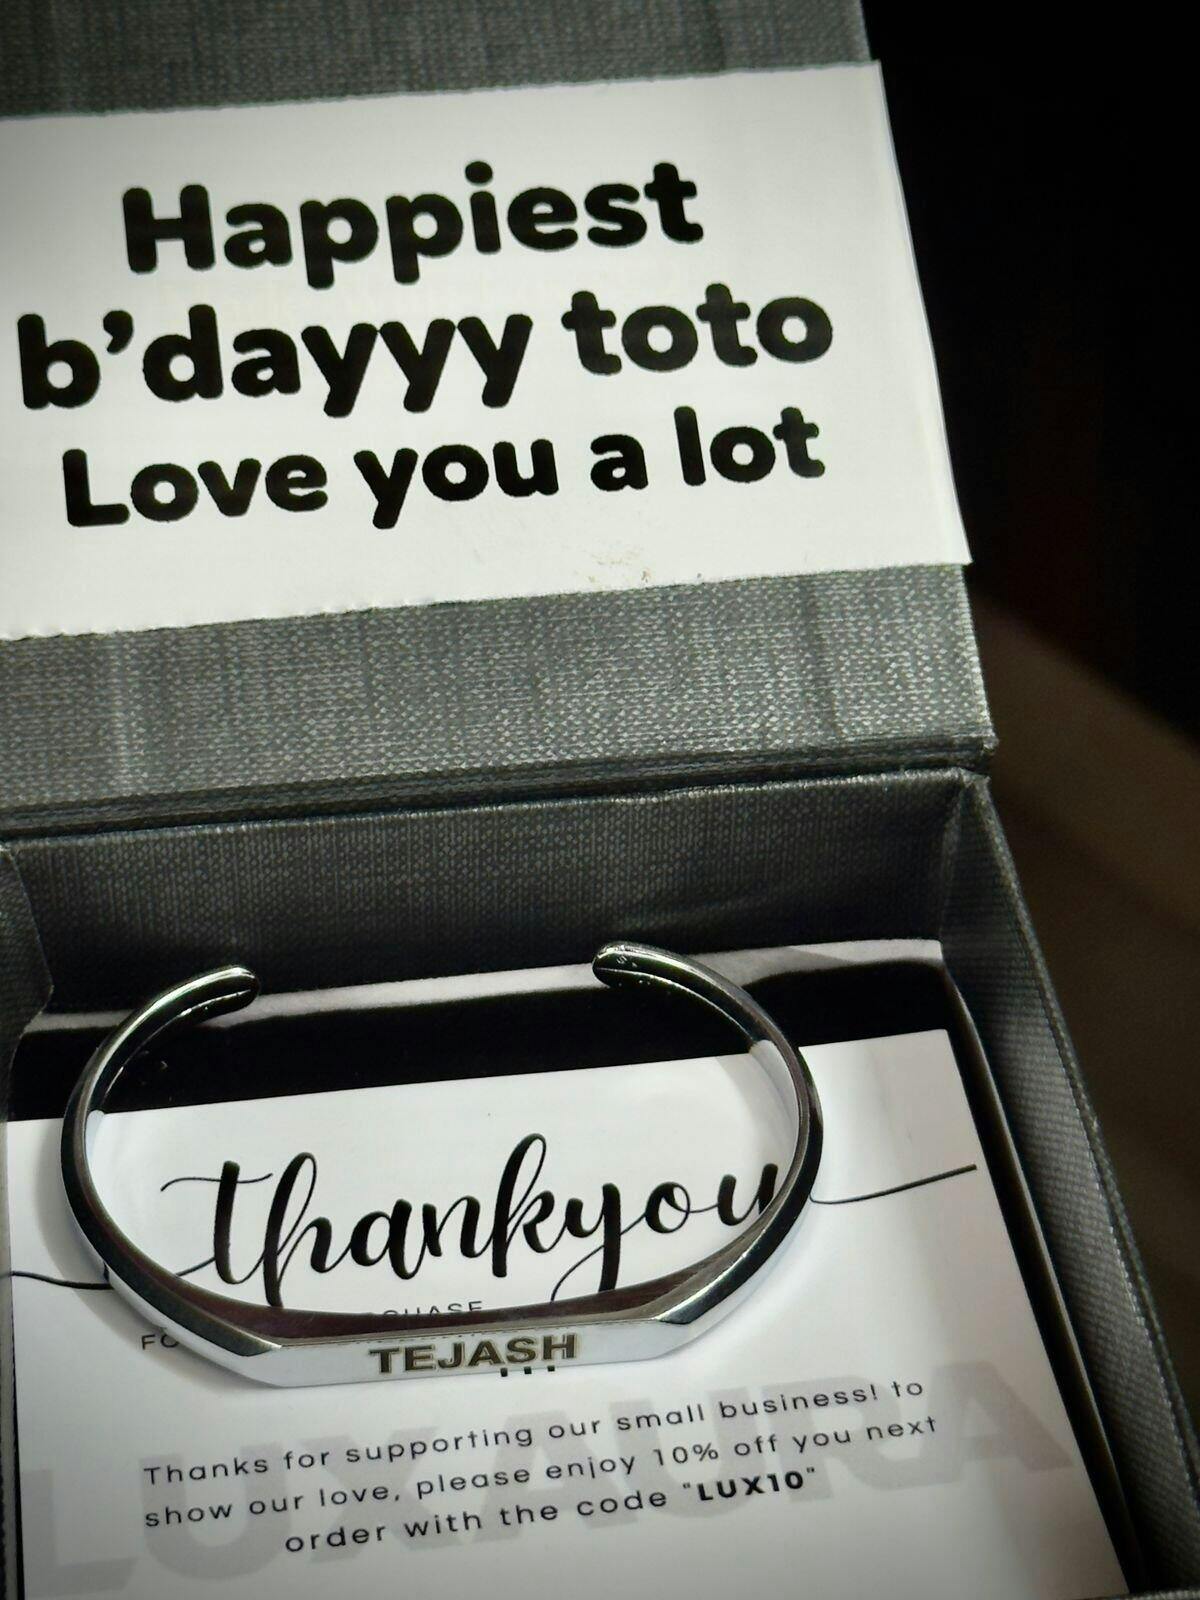 Happiest
b'dayyy toto
Love you a lot
thankyou
TEJASH
Thanks for supporting our small business! to
show our love, please enjoy 10% off you next
order with the code "LUX10"
LUXAURA